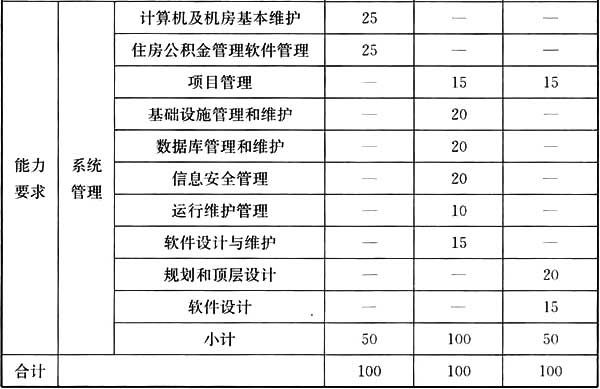 计算机及机房基本维护 25 — —
住房公积金管理软件管理 25 — —
项目管理 — 15 15
基础设施管理和维护 — 20 —
数据库管理和维护 — 20 —
能力要求 系统管理 信息安全管理 — 20 —
运行维护管理 — 10 —
软件设计与维护 — 15 —
规划和顶层设计 — — 20
软件设计 — — 15
小计 50 100 50
合计 100 100 100